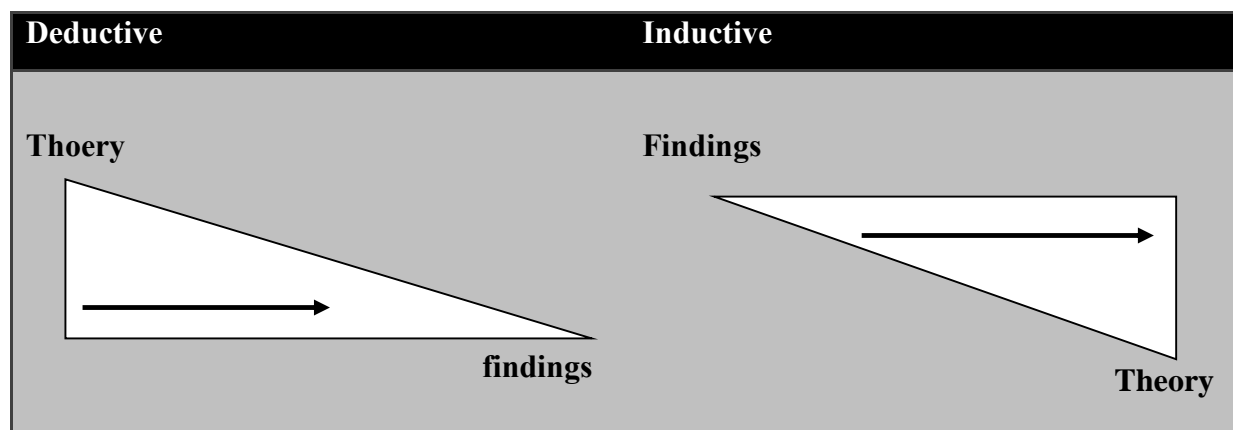 Deductive
Inductive
Thoery
Findings
findings
Theory